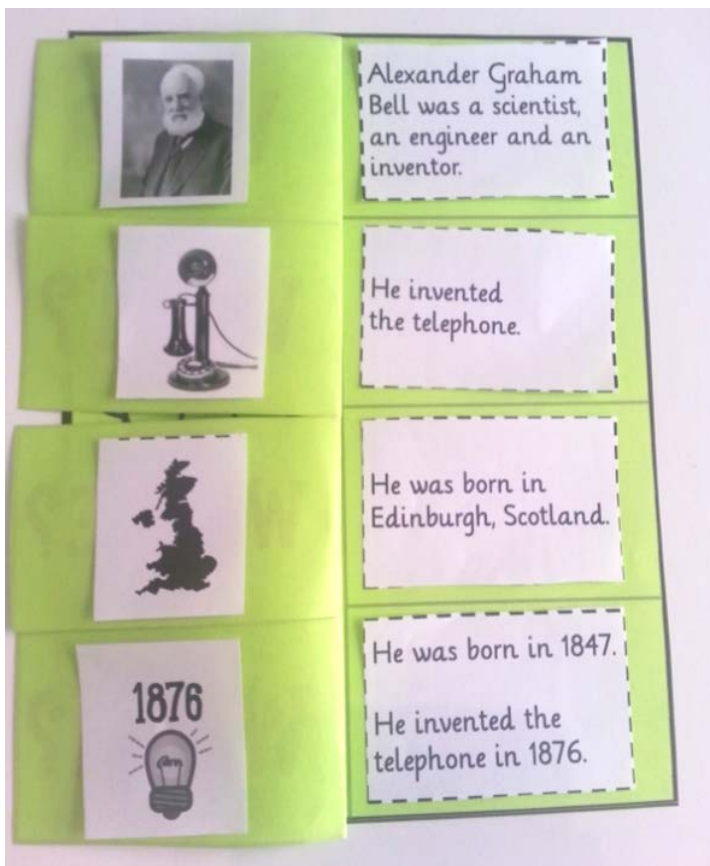 Alexander Graham
Bell was a scientist,
an engineer and an
inventor.
He invented
the telephone.
He was born in
Edinburgh, Scotland.
1876
He was born in 1847.
He invented the
telephone in 1876.